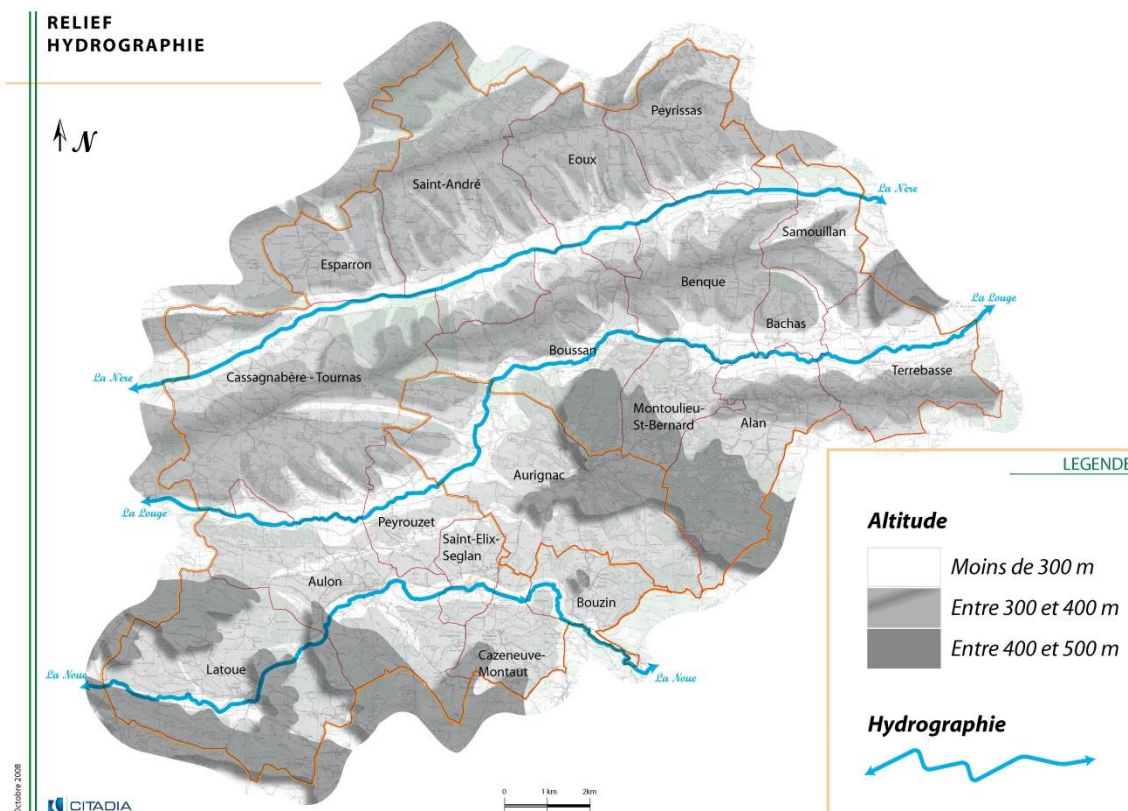 RELIEF
HYDROGRAPHIE
N
Peyrissas
Eoux
Saint-André
La Nère
Samouillan
Esparron
Benque
La Louge
Bachas
Boussan
La Nère
Cassagnabère - Tournas
Terrebasse
Montoulieu-
St-Bernard
Alan
Aurignac
La Louge
Peyrouzet
Saint-Elix-
Seglan
Aulon
Bouzin
Latoue
Cazeneuve-
Montaut
La Noue
La Noue
LEGENDE
Altitude
Moins de 300 m
Entre 300 et 400 m
Entre 400 et 500 m
Hydrographie
Octobre 2008
CITADIA
0 1 km 2km